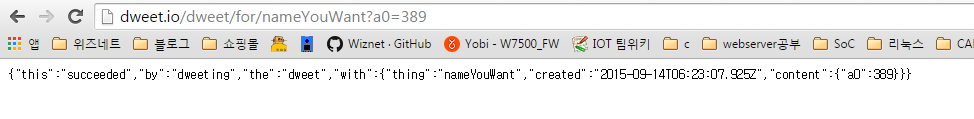 dweet.io/dweet/for/nameYouWant?a0=389
앱 위즈네트 블로그 쇼핑몰 Wiznet · GitHub Yobi - W7500_FW IOT 팀위키 c webserver공부 SoC 리눅스 CA
{"this":"succeeded","by":"dweeting","the":"dweet","with":{"thing":"nameYouWant","created":"2015-09-14T06:23:07.925Z","content":{"a0":389}}}